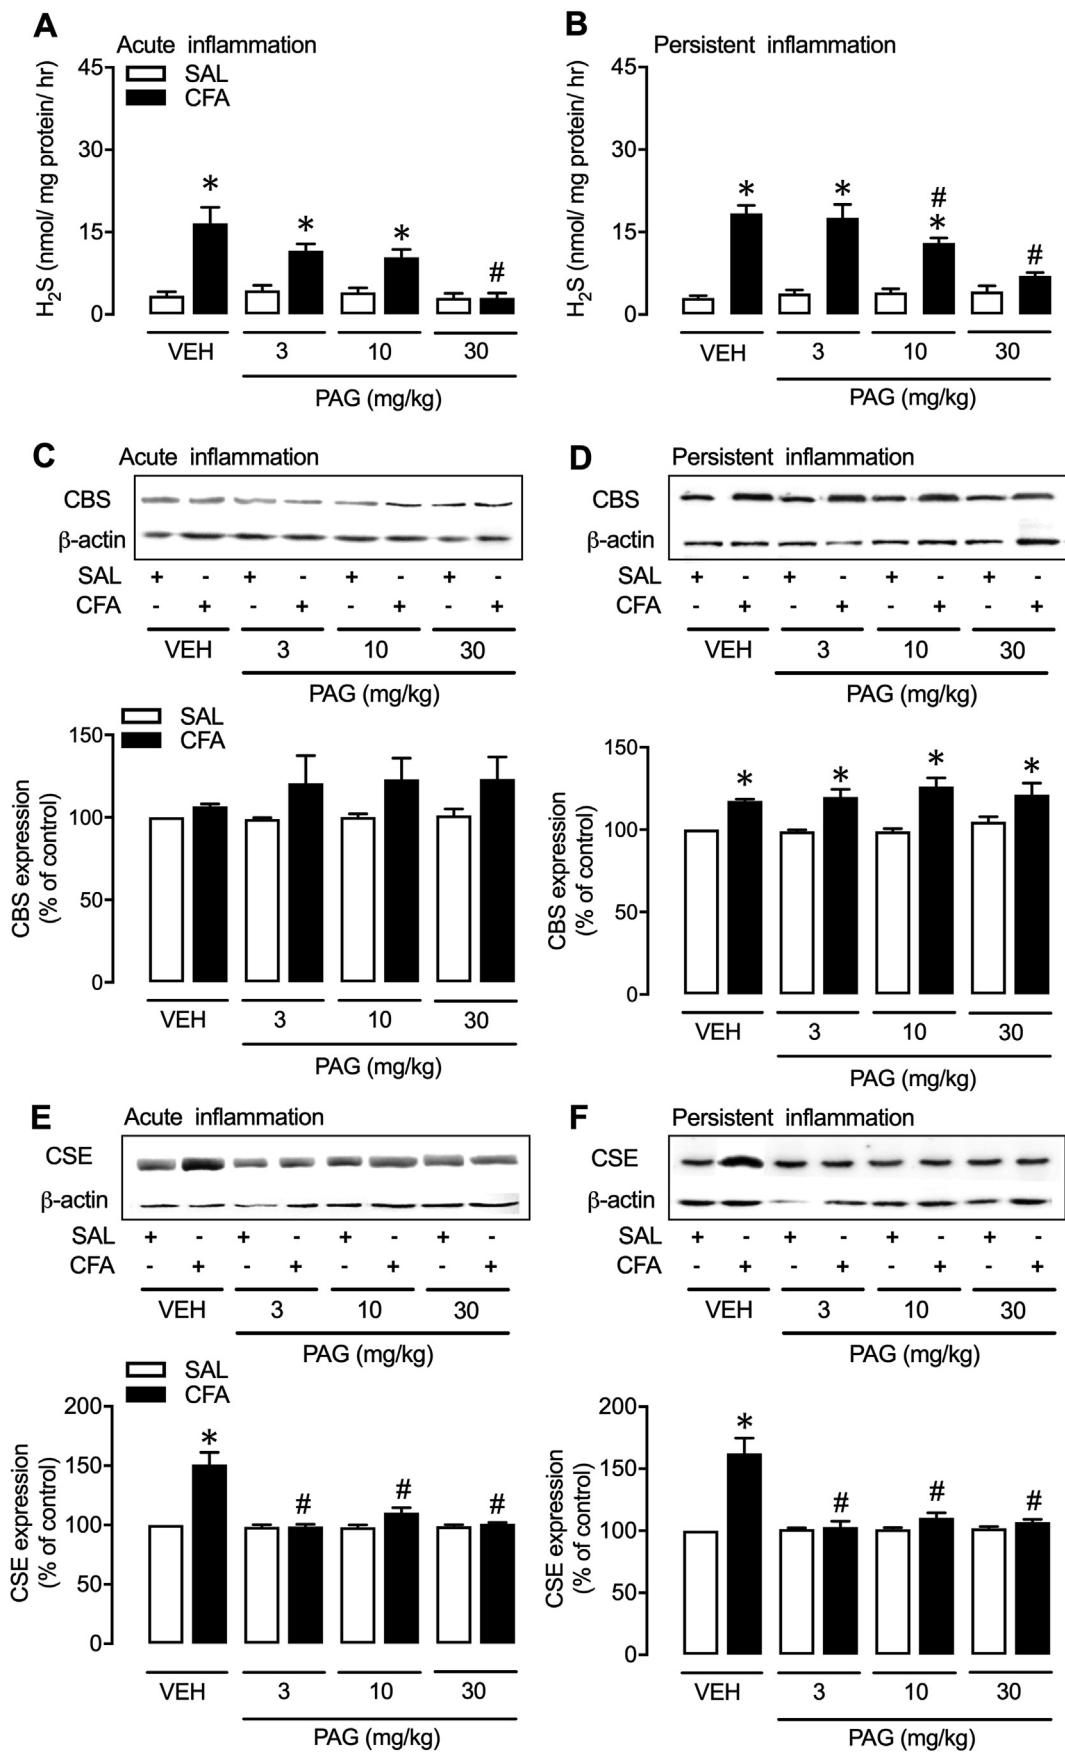 A
Acute inflammation
SAL
CFA
H2S (nmol/ mg protein/ hr)
45
30
15
0
* * * #
VEH 3 10 30
PAG (mg/kg)
B
Persistent inflammation
H2S (nmol/ mg protein/ hr)
45
30
15
0
* * # * #
VEH 3 10 30
PAG (mg/kg)
C
Acute inflammation
CBS
β-actin
SAL + - + - + - + -
CFA - + - + - + - +
VEH 3 10 30
PAG (mg/kg)
SAL
CFA
CBS expression
(% of control)
150
100
50
0
VEH 3 10 30
PAG (mg/kg)
D
Persistent inflammation
CBS
β-actin
SAL + - + - + - + -
CFA - + - + - + - +
VEH 3 10 30
PAG (mg/kg)
CBS expression
(% of control)
150
100
50
0
* * * *
VEH 3 10 30
PAG (mg/kg)
E
Acute inflammation
CSE
β-actin
SAL + - + - + - + -
CFA - + - + - + - +
VEH 3 10 30
PAG (mg/kg)
SAL
CFA
CSE expression
(% of control)
200
150
100
50
0
* # # #
VEH 3 10 30
PAG (mg/kg)
F
Persistent inflammation
CSE
β-actin
SAL + - + - + - + -
CFA - + - + - + - +
VEH 3 10 30
PAG (mg/kg)
CSE expression
(% of control)
200
150
100
50
0
* # # #
VEH 3 10 30
PAG (mg/kg)